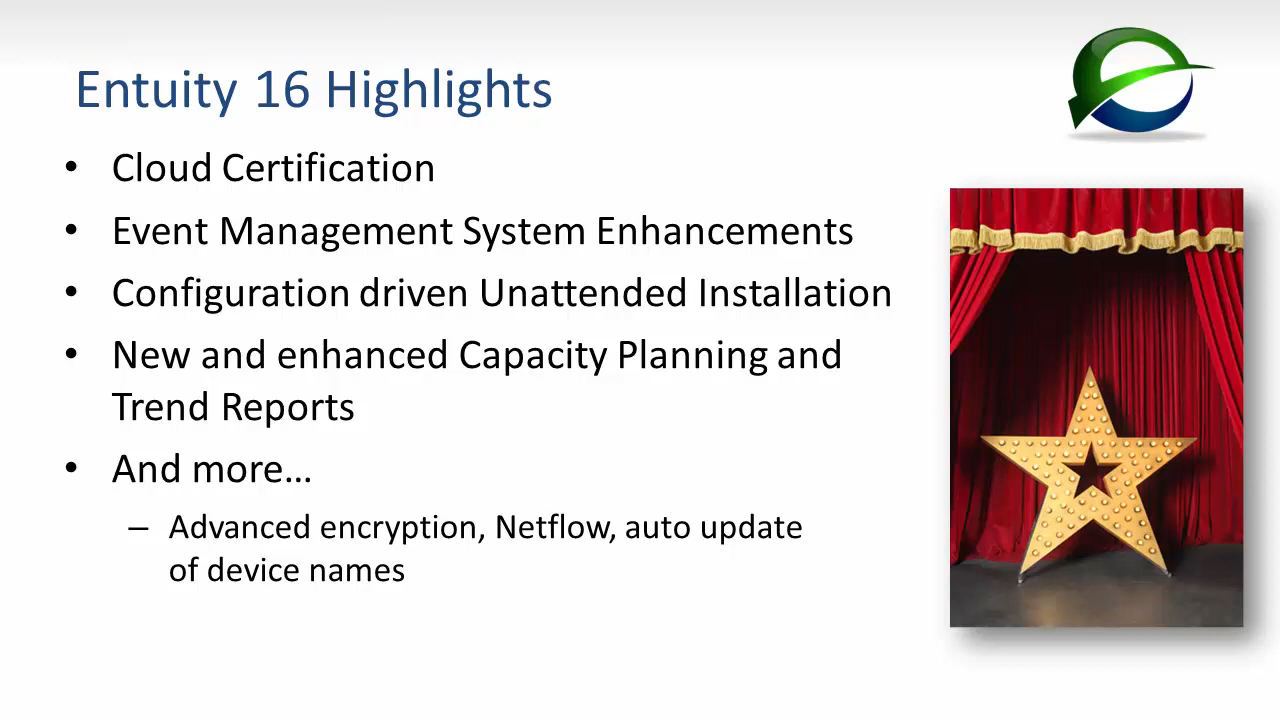 Entuity 16 Highlights
• Cloud Certification
• Event Management System Enhancements
• Configuration driven Unattended Installation
• New and enhanced Capacity Planning and
Trend Reports
• And more…
– Advanced encryption, Netflow, auto update
of device names